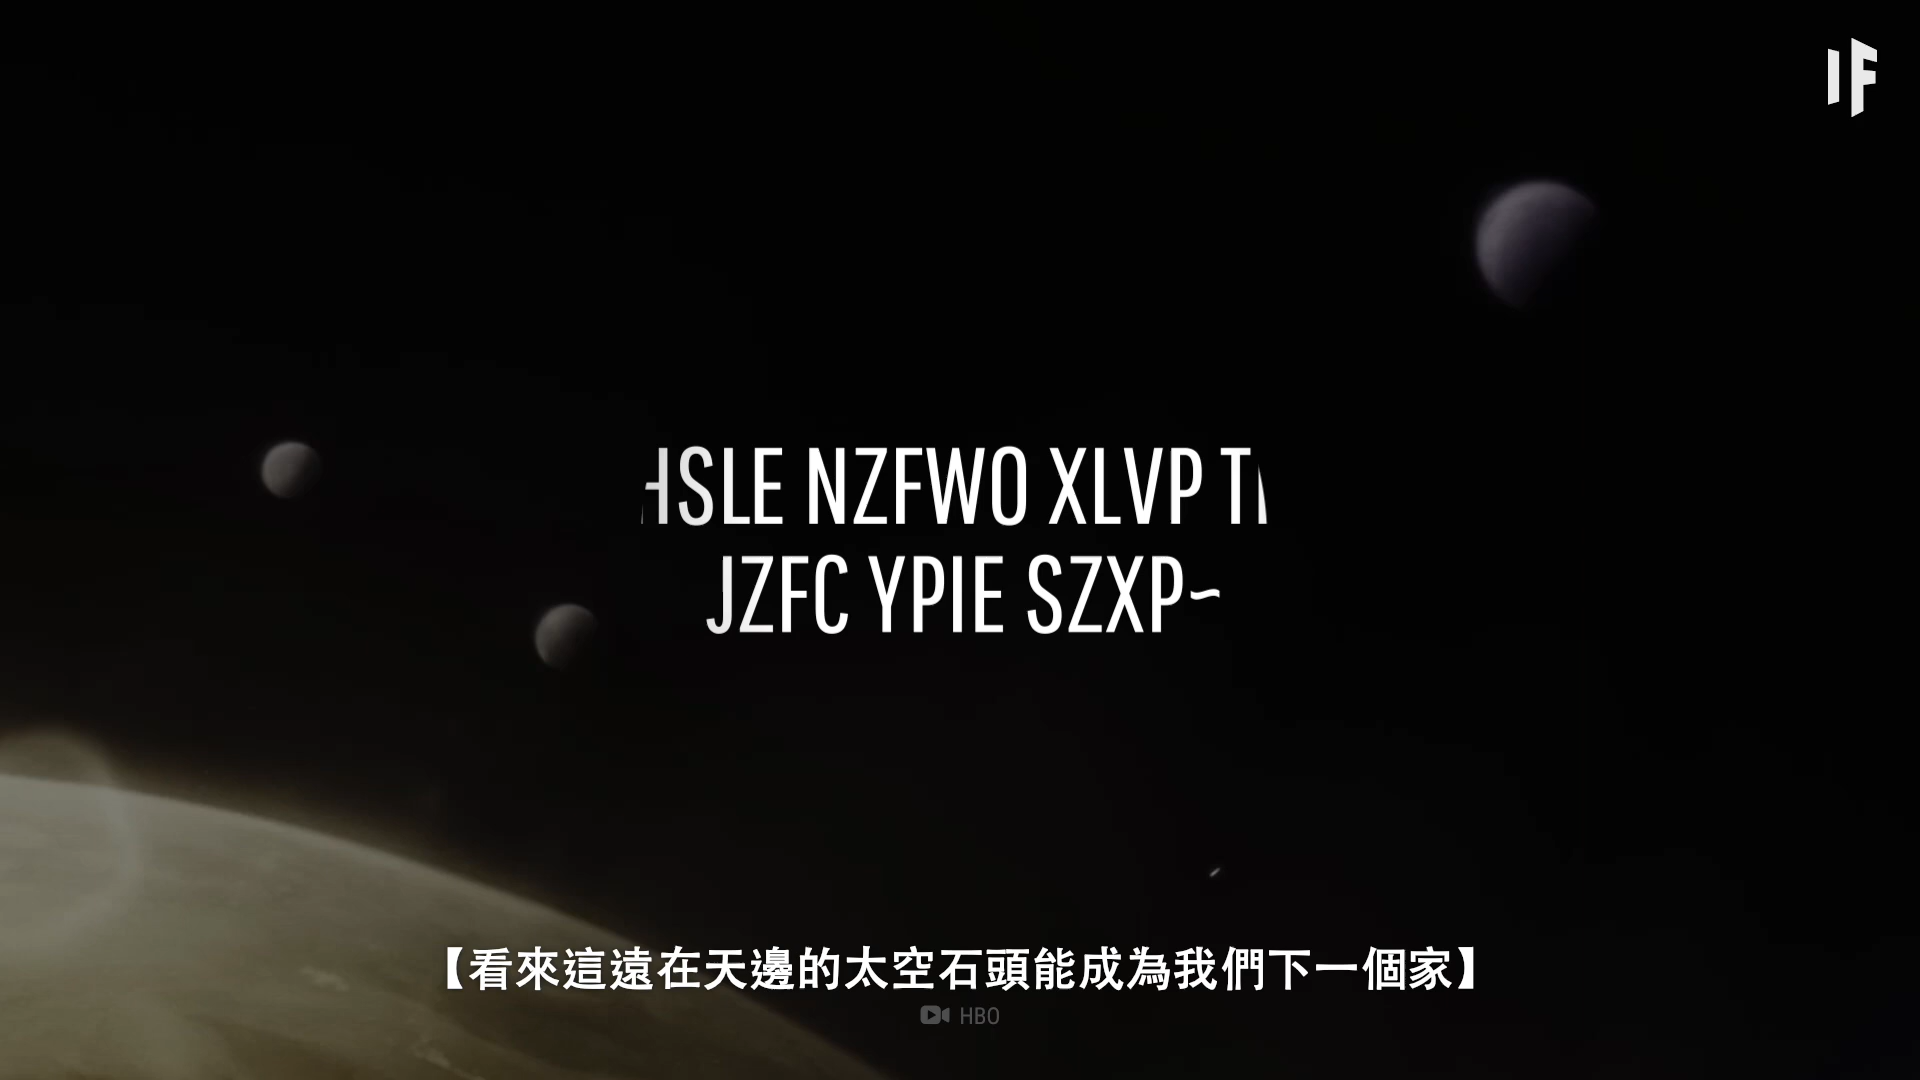 IF
HSLE NZFWO XLVP
JZFC YPIE SZXP~
【看來這遠在天邊的太空石頭能成為我們下一個家】
HBO